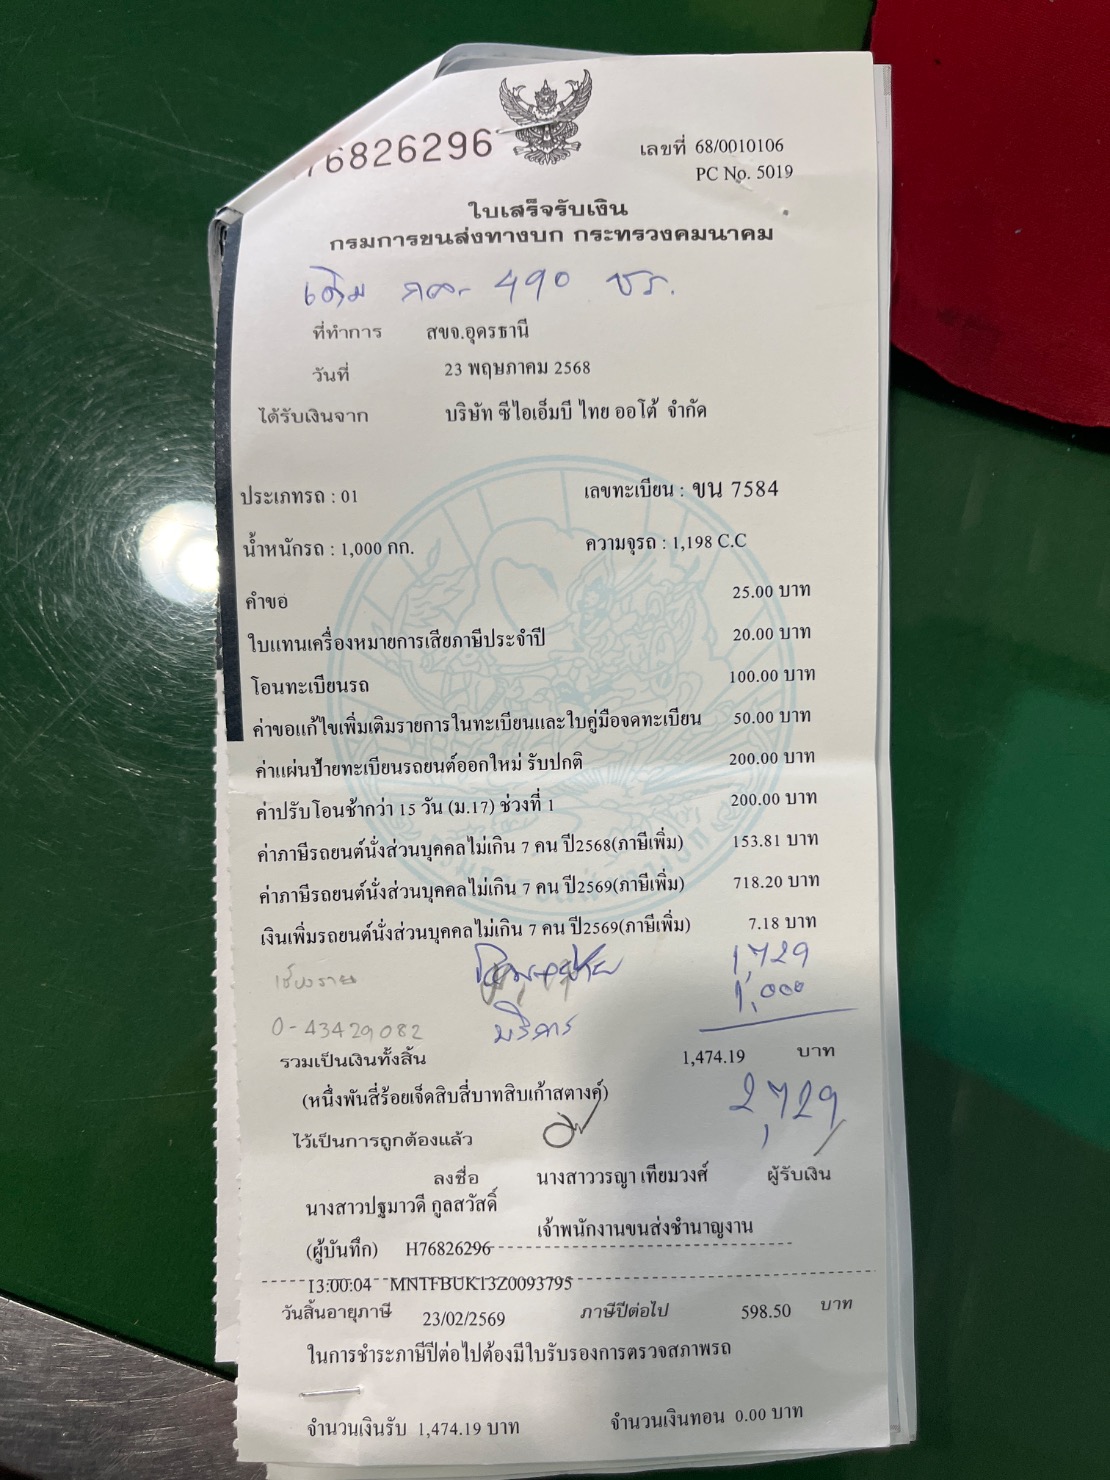 76826296
เลขที่ 68/0010106
PC No. 5019
ใบเสร็จรับเงิน
กรมการขนส่งทางบก กระทรวงคมนาคม
เดิม 490 ชร.
ที่ทำการ สขจ.อุดรธานี
วันที่ 23 พฤษภาคม 2568
ได้รับเงินจาก บริษัท ซีไอเอ็มบี ไทย ออโต้ จำกัด
ประเภทรถ : 01 เลขทะเบียน : ขน 7584
น้ำหนักรถ : 1,000 กก. ความจุรถ : 1,198 C.C
คำขอ 25.00 บาท
ใบแทนเครื่องหมายการเสียภาษีประจำปี 20.00 บาท
โอนทะเบียนรถ 100.00 บาท
ค่าขอแก้ไขเพิ่มเติมรายการในทะเบียนและใบคู่มือจดทะเบียน 50.00 บาท
ค่าแผ่นป้ายทะเบียนรถยนต์ออกใหม่ รับปกติ 200.00 บาท
ค่าปรับโอนช้ากว่า 15 วัน (ม.17) ช่วงที่ 1 200.00 บาท
ค่าภาษีรถยนต์นั่งส่วนบุคคลไม่เกิน 7 คน ปี2568(ภาษีเพิ่ม) 153.81 บาท
ค่าภาษีรถยนต์นั่งส่วนบุคคลไม่เกิน 7 คน ปี2569(ภาษีเพิ่ม) 718.20 บาท
เงินเพิ่มรถยนต์นั่งส่วนบุคคลไม่เกิน 7 คน ปี2569(ภาษีเพิ่ม) 7.18 บาท
เชียงราย 1,729
1,000
0-43429082 บริการ
รวมเป็นเงินทั้งสิ้น 1,474.19 บาท
(หนึ่งพันสี่ร้อยเจ็ดสิบสี่บาทสิบเก้าสตางค์) 2,729
ไว้เป็นการถูกต้องแล้ว
ลงชื่อ นางสาววรญา เทียมวงศ์ ผู้รับเงิน
นางสาวปฐมาวดี กูลสวัสดิ์
เจ้าพนักงานขนส่งชำนาญงาน
(ผู้บันทึก) H76826296
13:00:04 MNTFBUK13Z0093795
วันสิ้นอายุภาษี 23/02/2569 ภาษีปีต่อไป 598.50 บาท
ในการชำระภาษีปีต่อไปต้องมีใบรับรองการตรวจสภาพรถ
จำนวนเงินรับ 1,474.19 บาท จำนวนเงินทอน 0.00 บาท